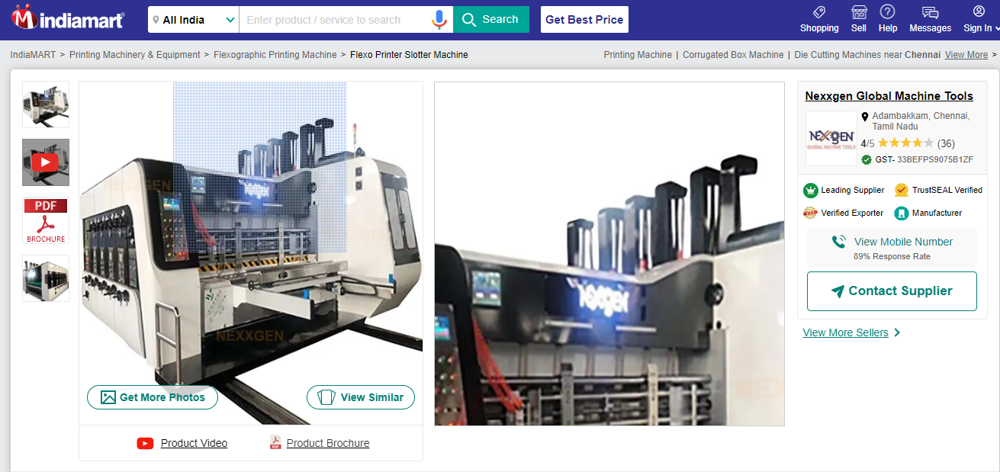 indiamart
All India
Enter product / service to search
Search
Get Best Price
Shopping
Sell
Help
Messages
Sign In
IndiaMART > Printing Machinery & Equipment > Flexographic Printing Machine > Flexo Printer Slotter Machine
Printing Machine | Corrugated Box Machine | Die Cutting Machines near Chennai View More >
PDF
BROCHURE
NEXXGEN
NEXXGEN
Get More Photos
View Similar
Product Video
PDF
Product Brochure
Nexxgen Global Machine Tools
NEXGEN
GLOBAL MACHINE TOOLS
Adambakkam, Chennai,
Tamil Nadu
4/5
(36)
GST- 33BEFPS9075B1ZF
Leading Supplier
TrustSEAL Verified
Verified Exporter
Manufacturer
View Mobile Number
89% Response Rate
Contact Supplier
View More Sellers >